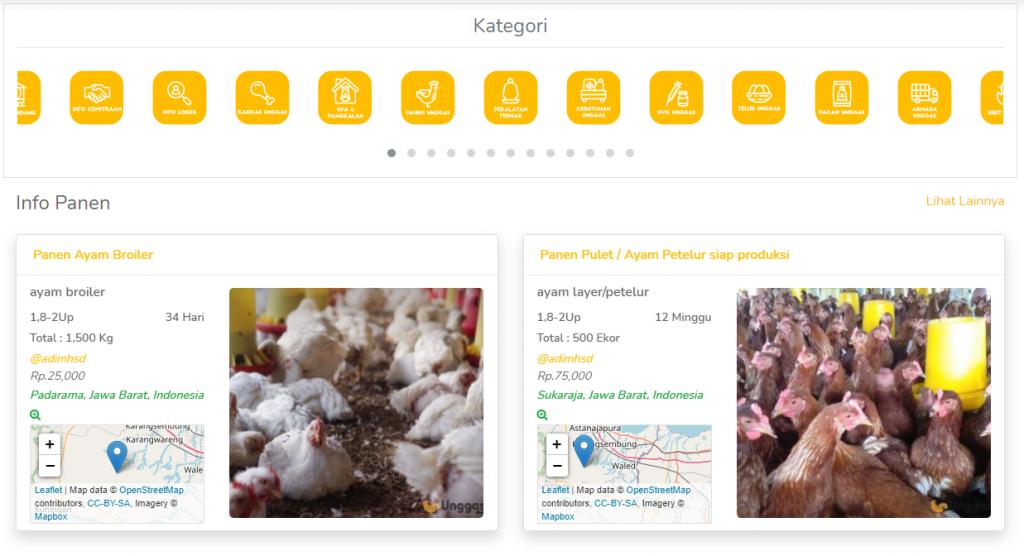 Kategori
NDANG
INFO KEMITRAAN
INFO LOKER
KARKAS UNGGAS
RPA &
PANGKALAN
PANEN UNGGAS
PERALATAN
TERNAK
KEBUTUHAN
UNGGAS
OVK UNGGAS
TELUR UNGGAS
PAKAN UNGGAS
ARMADA
UNGGAS
BIBIT
Info Panen
Lihat Lainnya
Panen Ayam Broiler
ayam broiler
1,8-2Up 34 Hari
Total : 1,500 Kg
@adimhsd
Rp.25,000
Padarama, Jawa Barat, Indonesia
+
−
Karangsembung
Karangwareng
Wale
Leaflet | Map data © OpenStreetMap
contributors, CC-BY-SA, Imagery ©
Mapbox
Kuningan
Unggas
Panen Pulet / Ayam Petelur siap produksi
ayam layer/petelur
1,8-2Up 12 Minggu
Total : 500 Ekor
@adimhsd
Rp.75,000
Sukaraja, Jawa Barat, Indonesia
+
−
Astanajapura
ngsembung
Waled
Leaflet | Map data © OpenStreetMap
contributors, CC-BY-SA, Imagery ©
Mapbox
Unggas